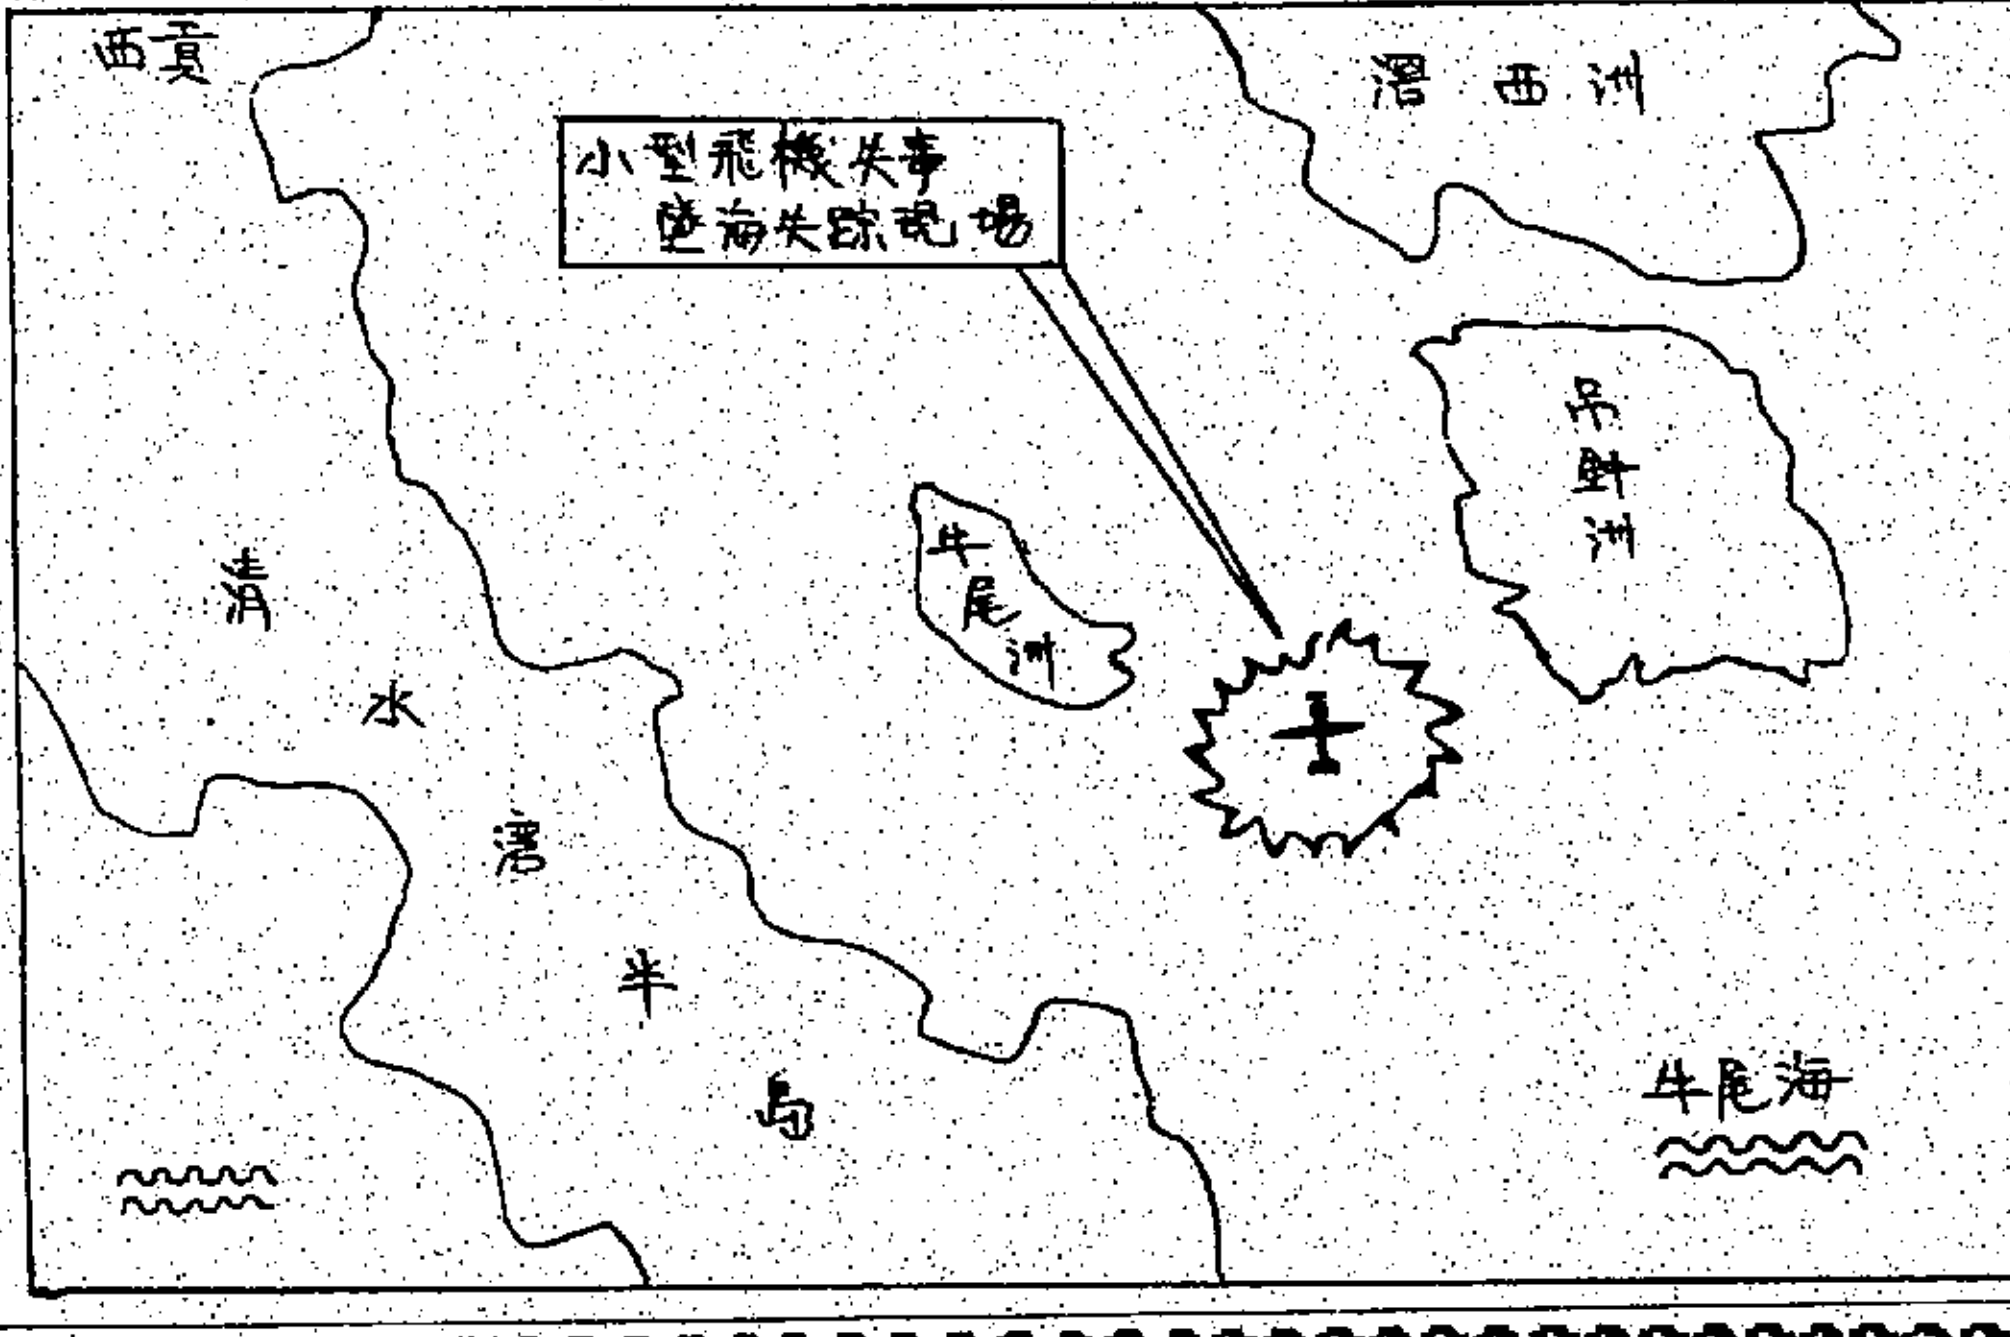 西貢
滘西洲
小型飛機失事
墮海失踪現場
吊鐘洲
牛尾洲
清水灣半島
牛尾海